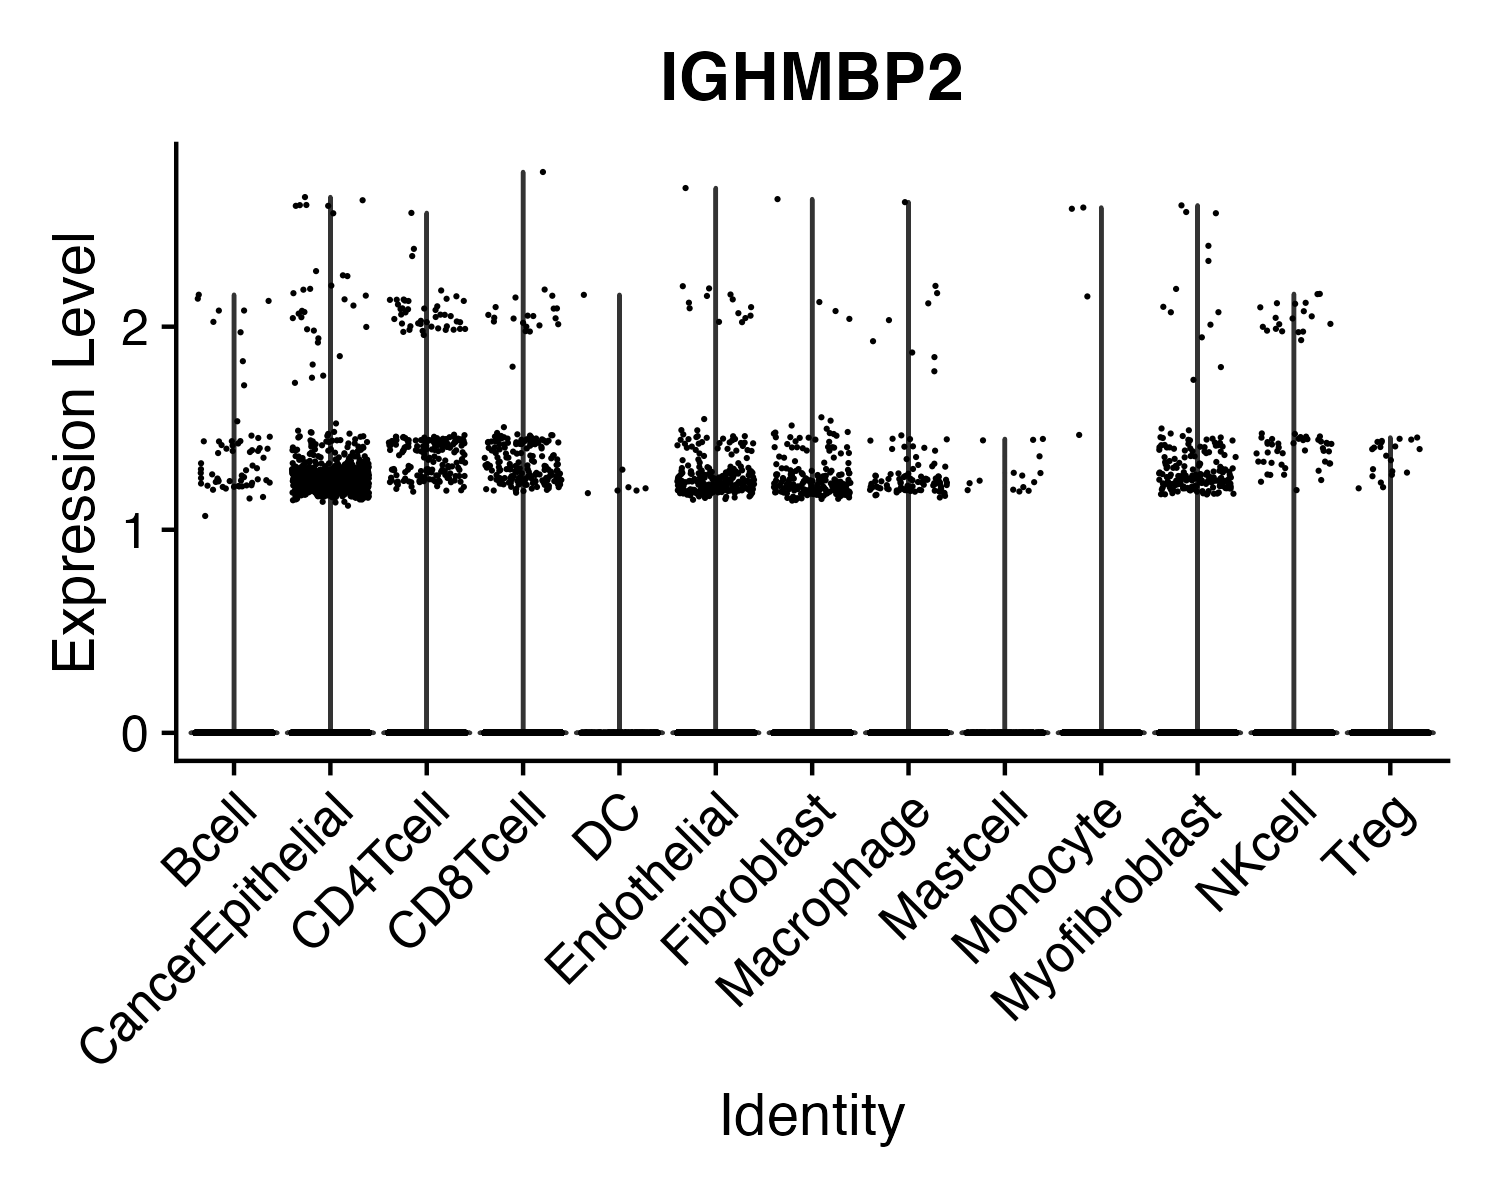 IGHMBP2
Expression Level
2
1
0
Bcell
CancerEpithelial
CD4Tcell
CD8Tcell
DC
Endothelial
Fibroblast
Macrophage
Mastcell
Monocyte
Myofibroblast
NKcell
Treg
Identity